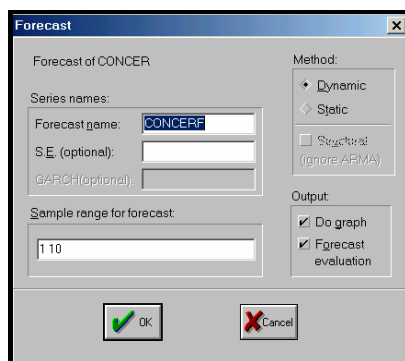 Forecast
Forecast of CONCER
Series names:
Forecast name: CONCERF
S.E. (optional):
GARCH(optional):
Sample range for forecast:
1 10
Method:
Dynamic
Static
Structural
(ignore ARMA)
Output:
Do graph
Forecast
evaluation
OK
Cancel